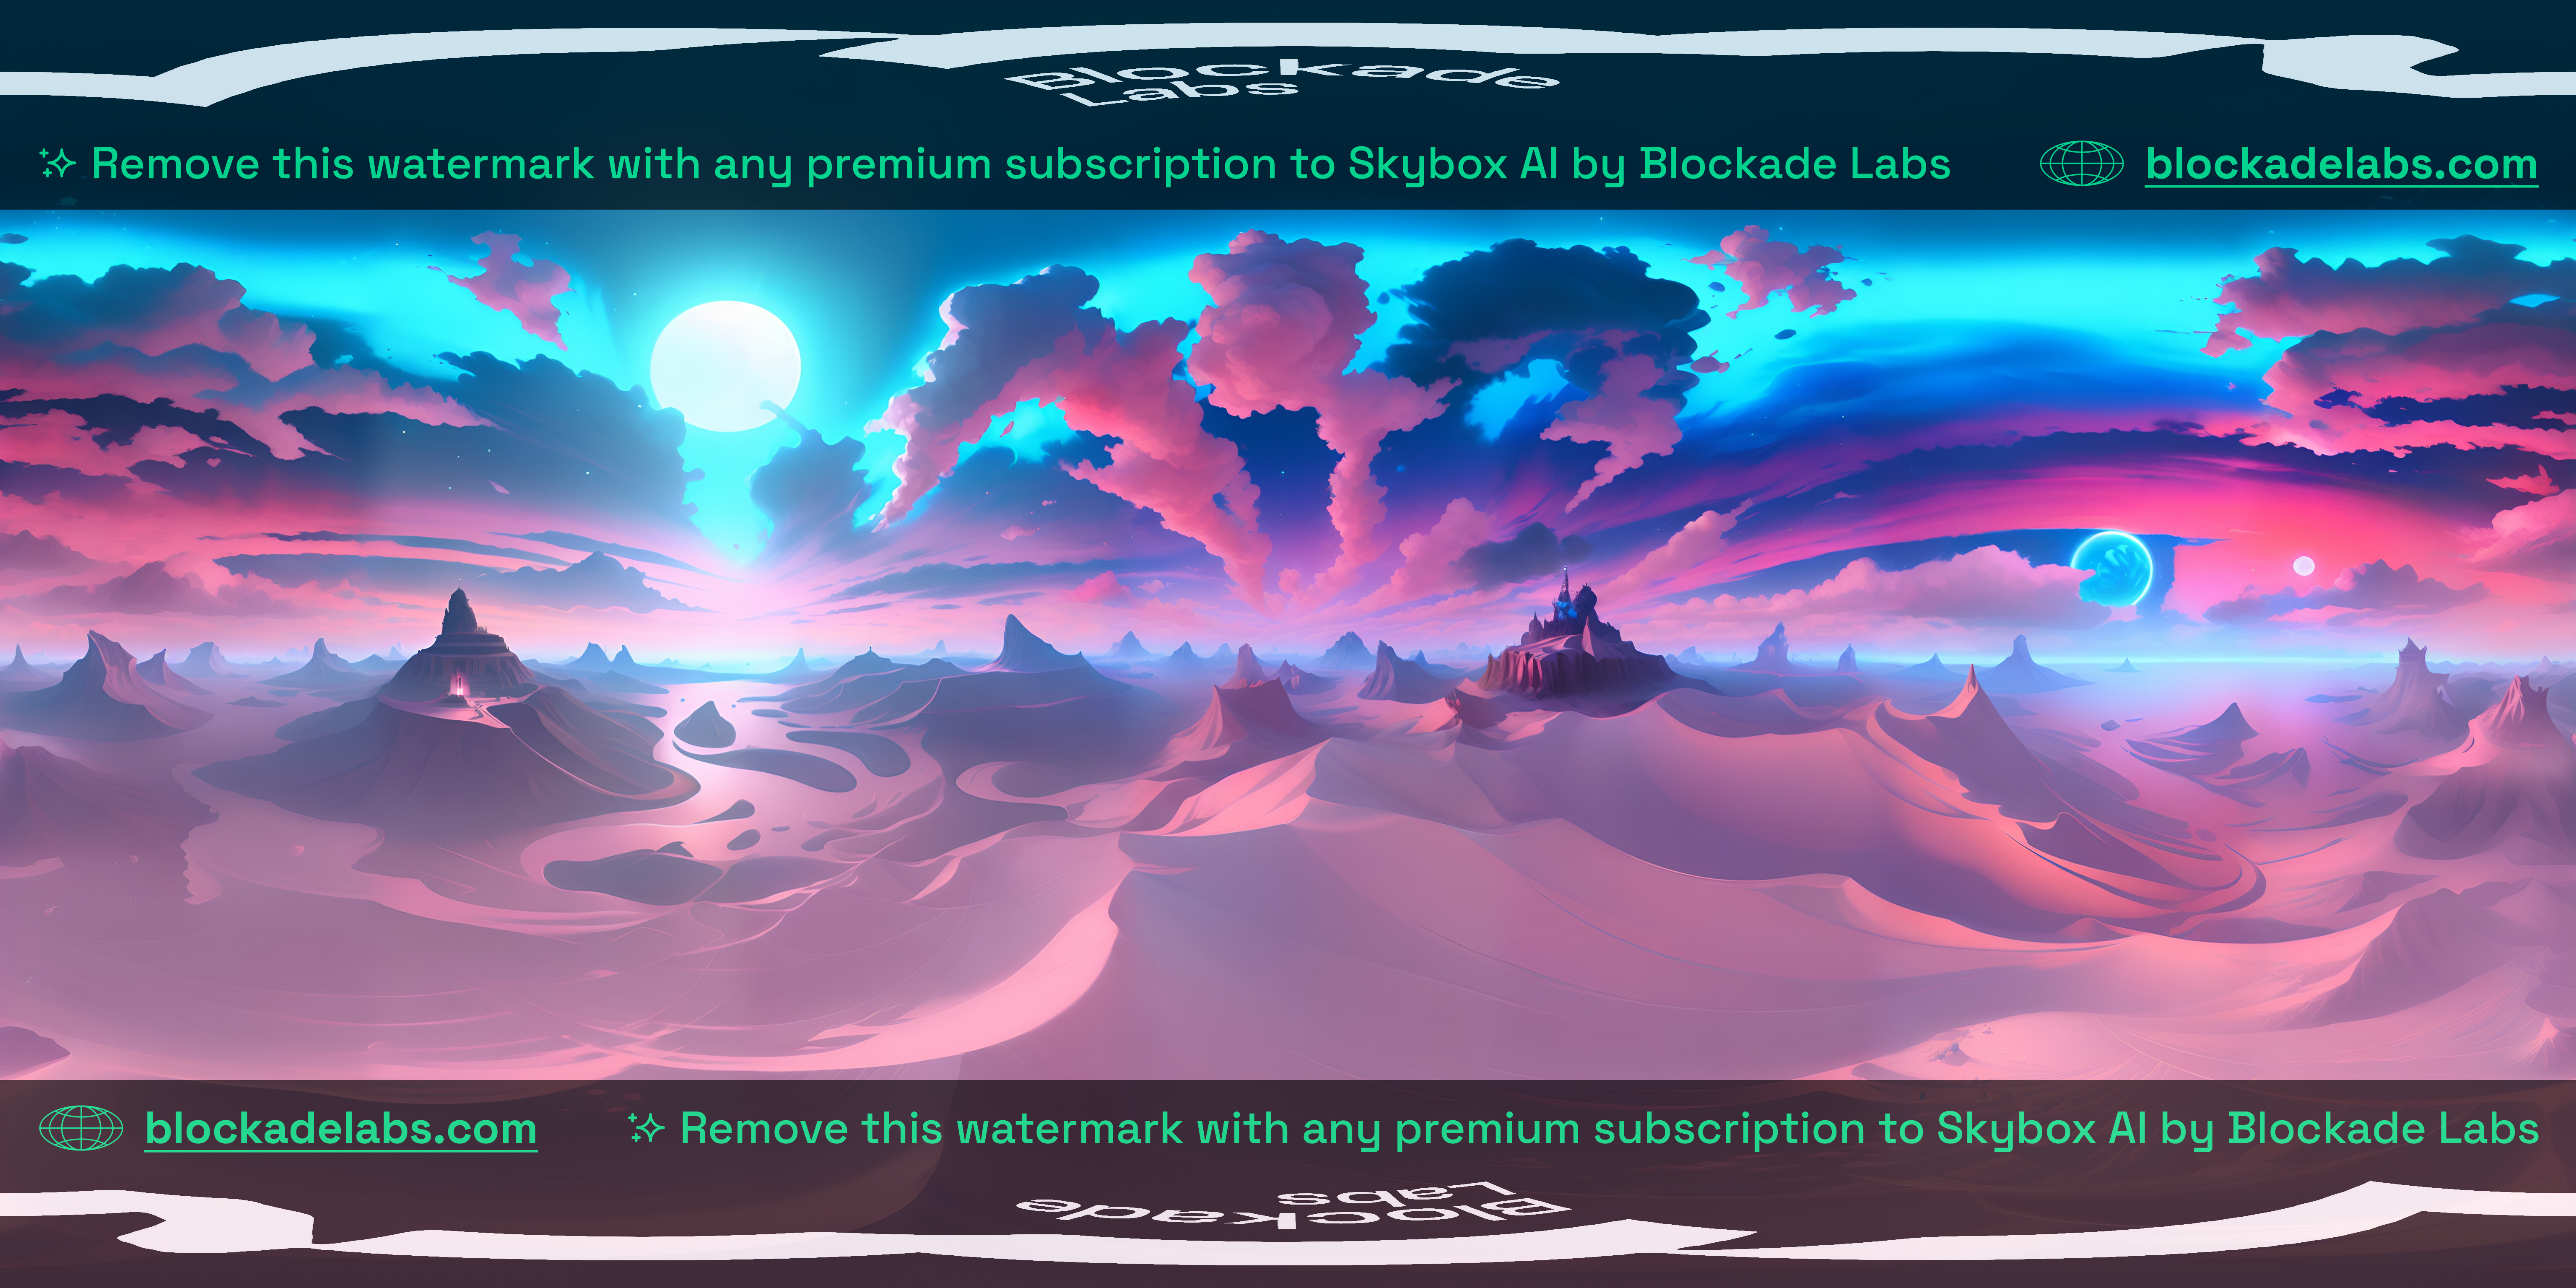 Blockade
Labs
Remove this watermark with any premium subscription to Skybox AI by Blockade Labs
blockadelabs.com
blockadelabs.com
Remove this watermark with any premium subscription to Skybox AI by Blockade Labs
Blockade
Labs